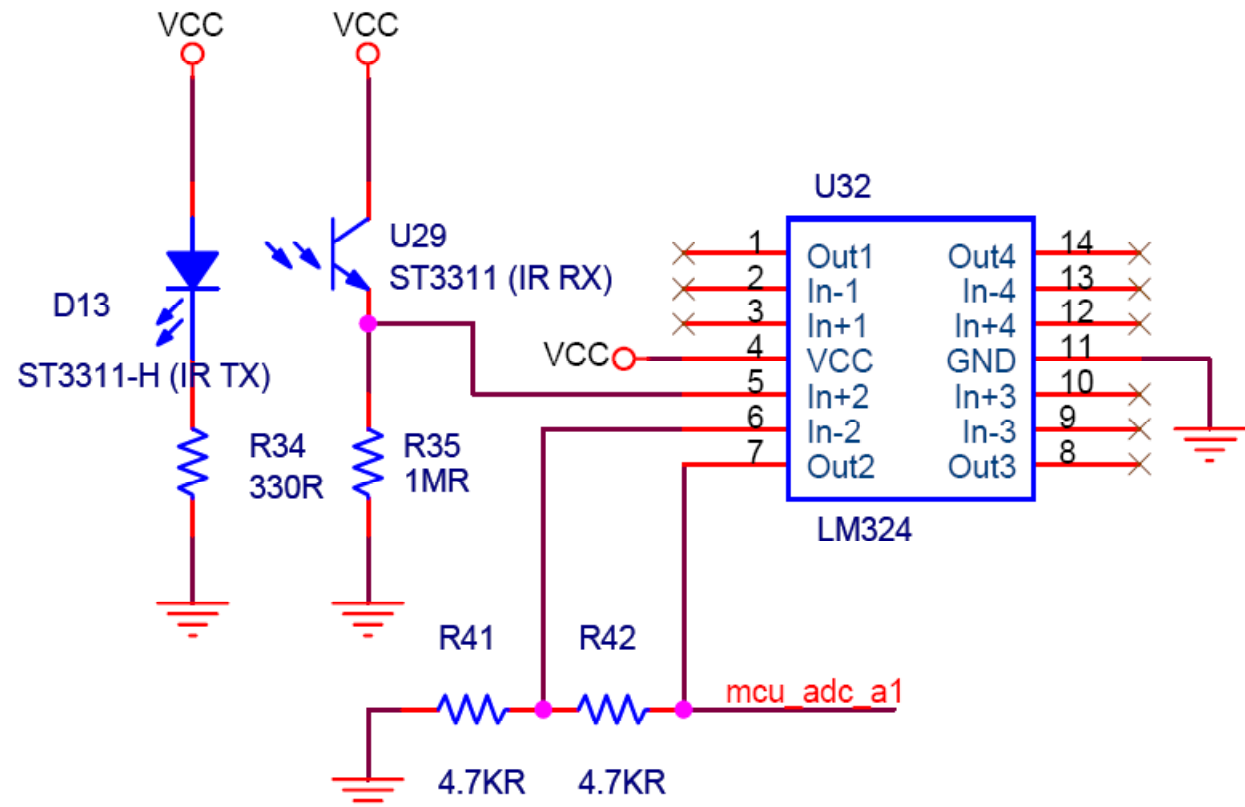 VCC
VCC
D13
ST3311-H (IR TX)
U29
ST3311 (IR RX)
R34
330R
R35
1MR
U32
1
Out1
Out4
14
2
In-1
In-4
13
3
In+1
In+4
12
VCC
4
VCC
GND
11
5
In+2
In+3
10
6
In-2
In-3
9
7
Out2
Out3
8
LM324
R41
R42
mcu_adc_a1
4.7KR
4.7KR